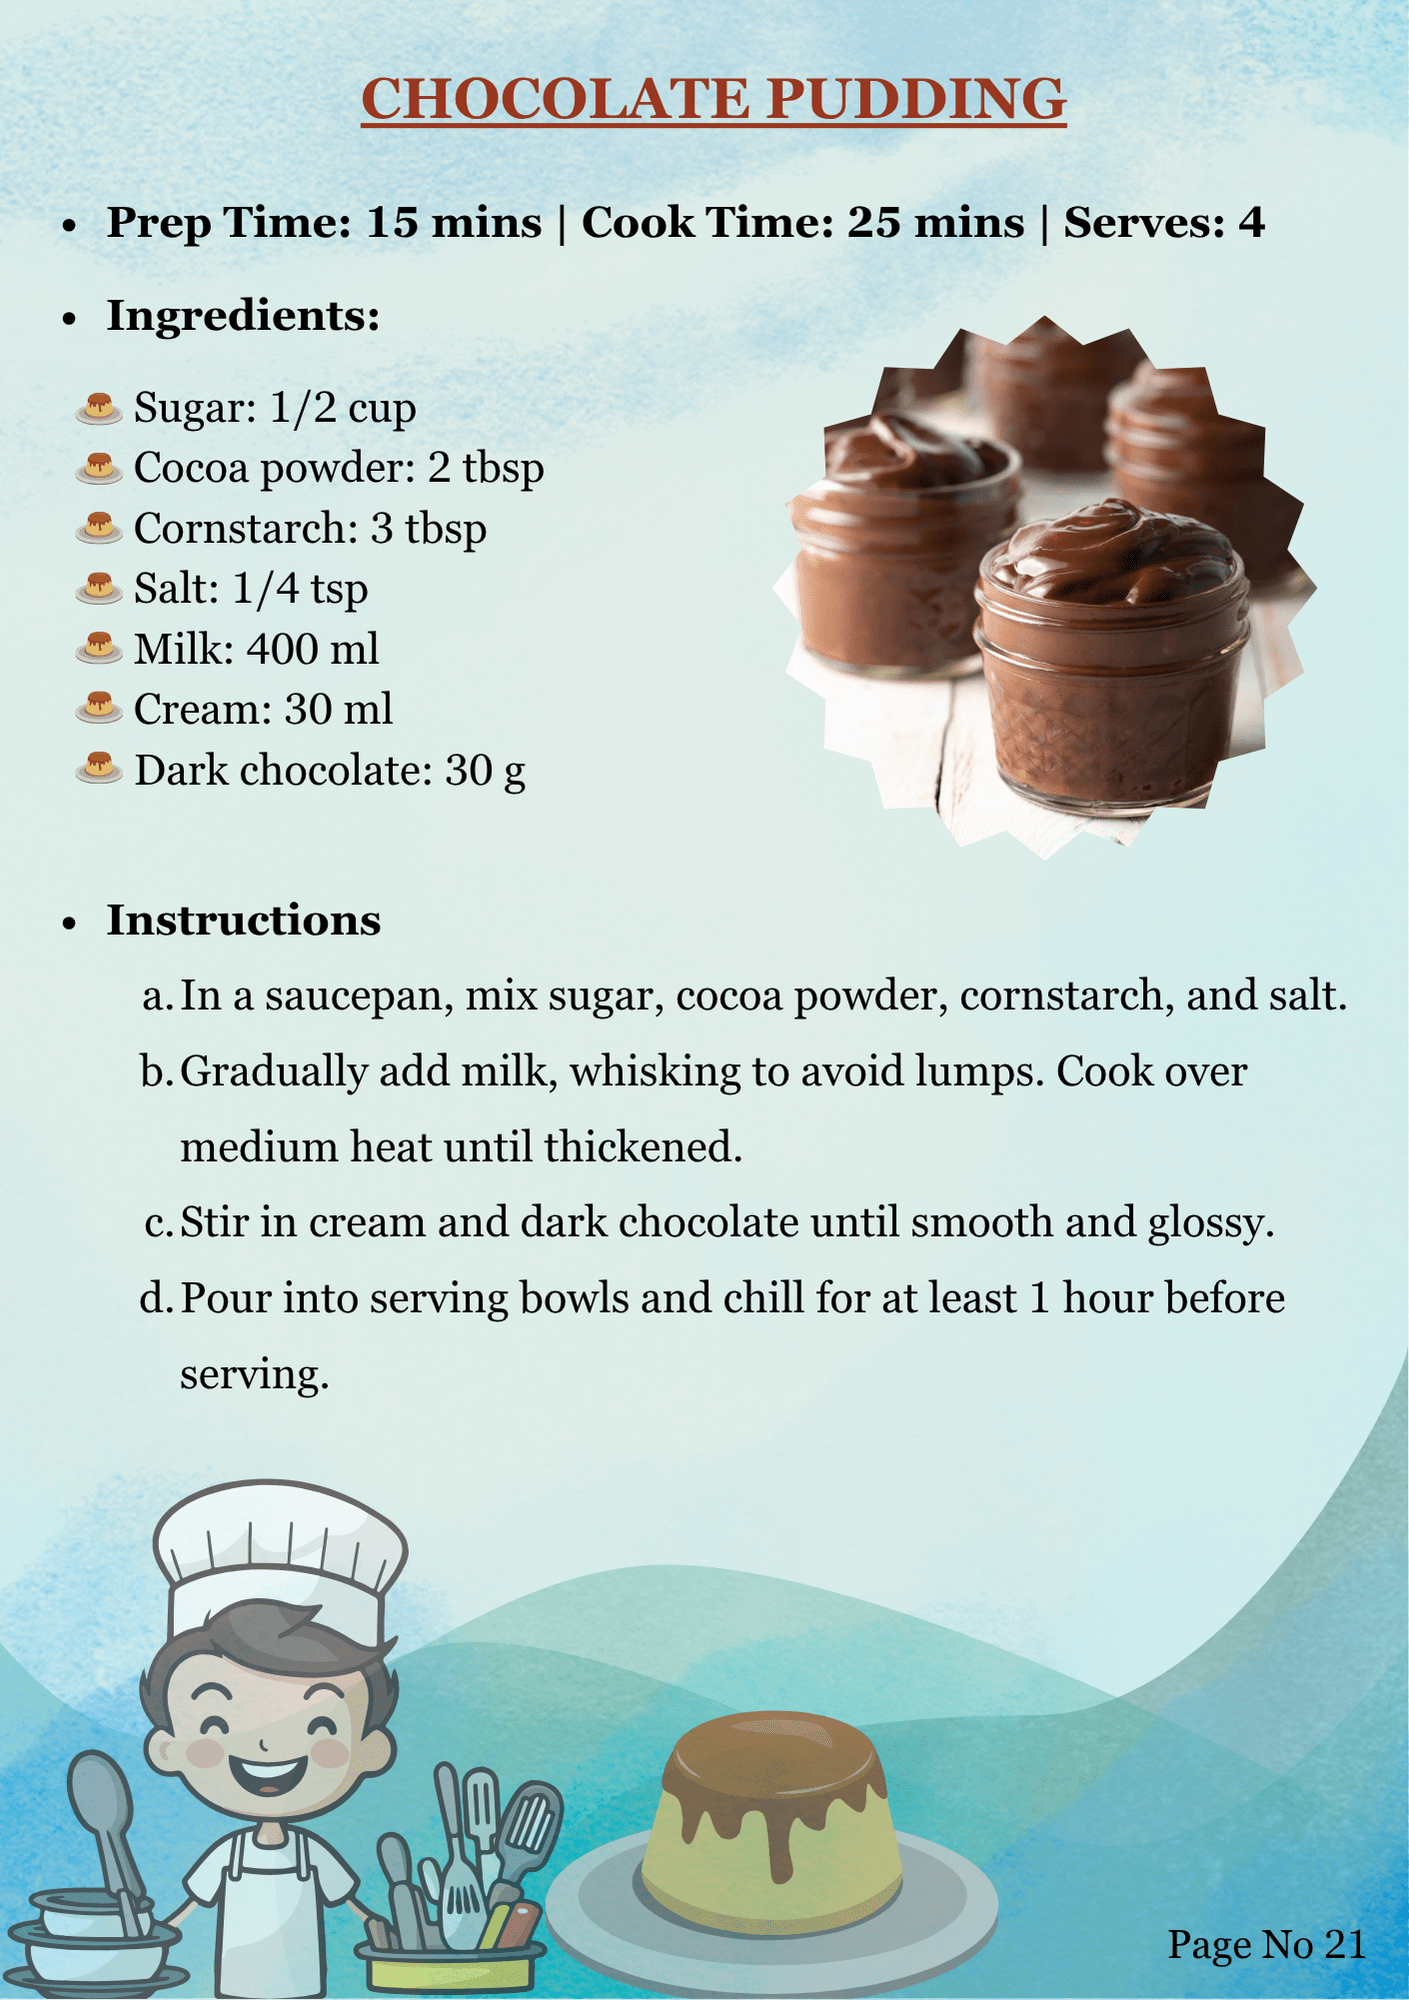 CHOCOLATE PUDDING
• Prep Time: 15 mins | Cook Time: 25 mins | Serves: 4
• Ingredients:
Sugar: 1/2 cup
Cocoa powder: 2 tbsp
Cornstarch: 3 tbsp
Salt: 1/4 tsp
Milk: 400 ml
Cream: 30 ml
Dark chocolate: 30 g
• Instructions
a. In a saucepan, mix sugar, cocoa powder, cornstarch, and salt.
b. Gradually add milk, whisking to avoid lumps. Cook over
medium heat until thickened.
c. Stir in cream and dark chocolate until smooth and glossy.
d. Pour into serving bowls and chill for at least 1 hour before
serving.
Page No 21